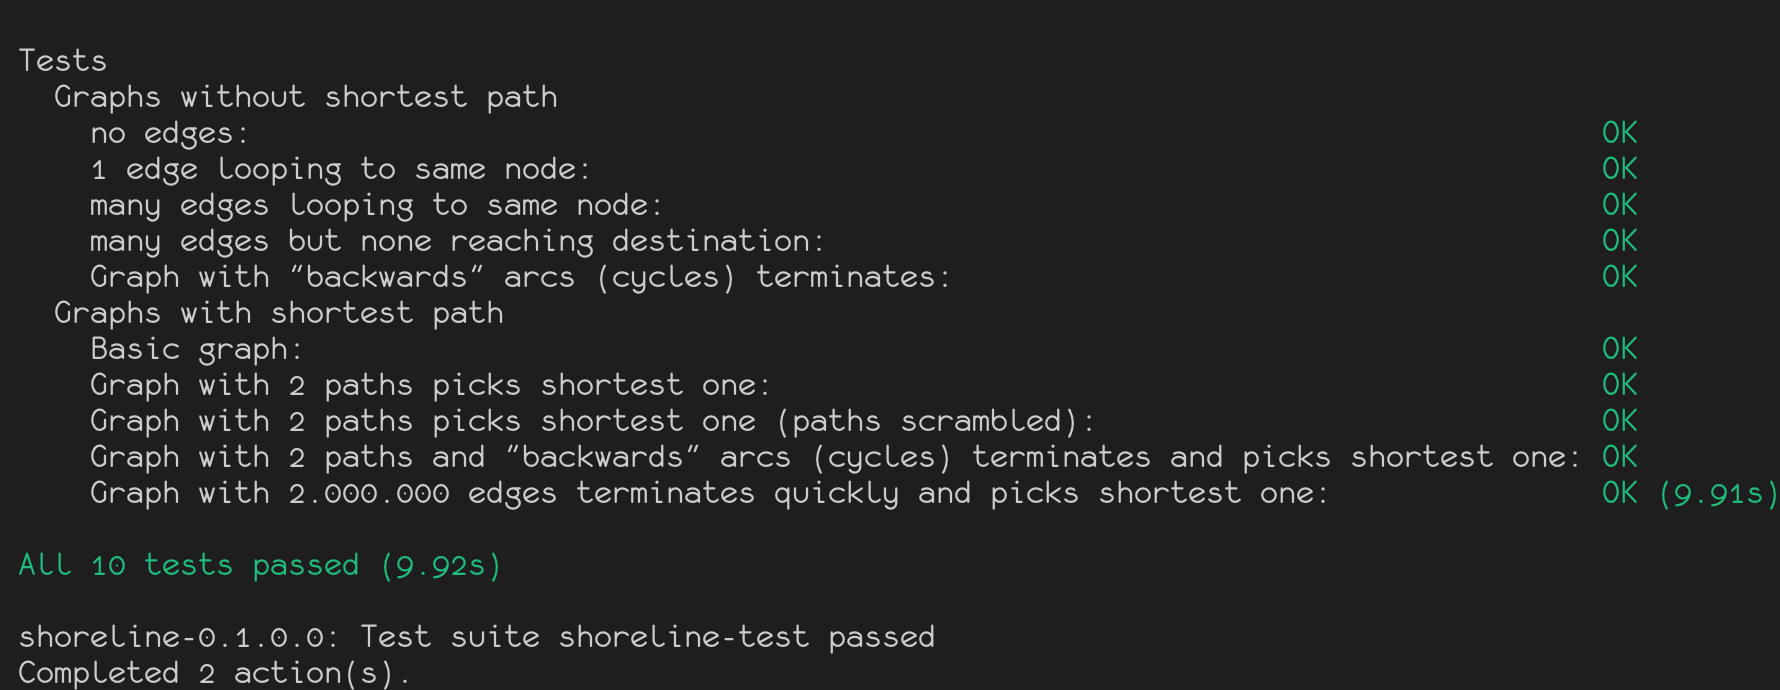 Tests
Graphs without shortest path
no edges: OK
1 edge looping to same node: OK
many edges looping to same node: OK
many edges but none reaching destination: OK
Graph with "backwards" arcs (cycles) terminates: OK
Graphs with shortest path
Basic graph: OK
Graph with 2 paths picks shortest one: OK
Graph with 2 paths picks shortest one (paths scrambled): OK
Graph with 2 paths and "backwards" arcs (cycles) terminates and picks shortest one: OK
Graph with 2.000.000 edges terminates quickly and picks shortest one: OK (9.91s)
All 10 tests passed (9.92s)
shoreline-0.1.0.0: Test suite shoreline-test passed
Completed 2 action(s).